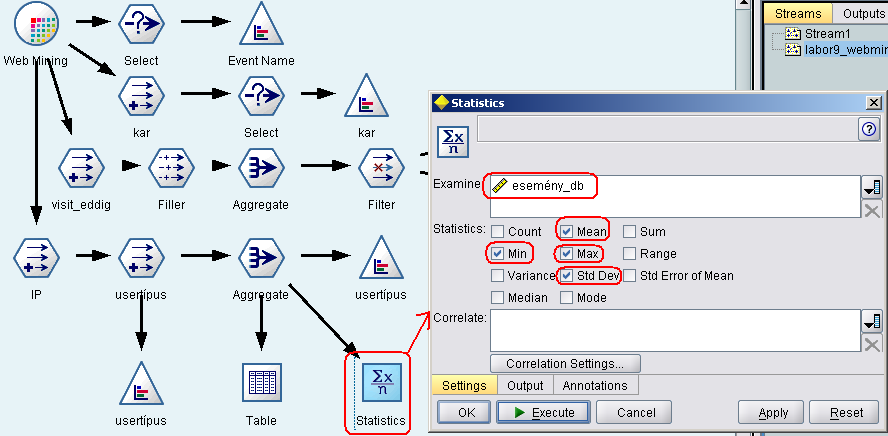 Web Mining
Select
Event Name
kar
Select
kar
visit_eddig
Filler
Aggregate
Filter
IP
usertípus
Aggregate
usertípus
usertípus
Table
Σx
n
Statistics
Streams
Outputs
Stream1
labor9_webmin
Statistics
Σx
n
?
Examine
esemény_db
Statistics:
Count
Mean
Sum
Min
Max
Range
Variance
Std Dev
Std Error of Mean
Median
Mode
Correlate:
Correlation Settings...
Settings
Output
Annotations
OK
Execute
Cancel
Apply
Reset